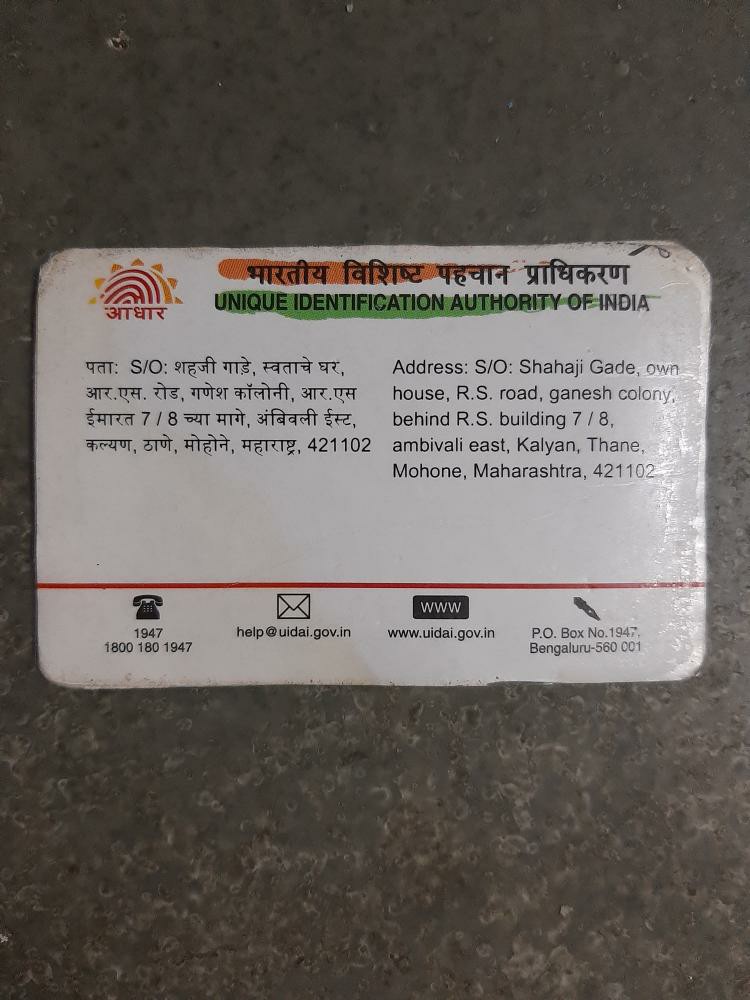 भारतीय विशिष्ट पहचान प्राधिकरण
UNIQUE IDENTIFICATION AUTHORITY OF INDIA
आधार
पता: S/O: शहजी गाडे, स्वताचे घर,
आर.एस. रोड, गणेश कॉलोनी, आर.एस
ईमारत 7 / 8 च्या मागे, अंबिवली ईस्ट,
कल्याण, ठाणे, मोहोने, महाराष्ट्र, 421102
Address: S/O: Shahaji Gade, own
house, R.S. road, ganesh colony,
behind R.S. building 7 / 8,
ambivali east, Kalyan, Thane,
Mohone, Maharashtra, 421102
1947
1800 180 1947
help@uidai.gov.in
WWW
www.uidai.gov.in
P.O. Box No.1947,
Bengaluru-560 001